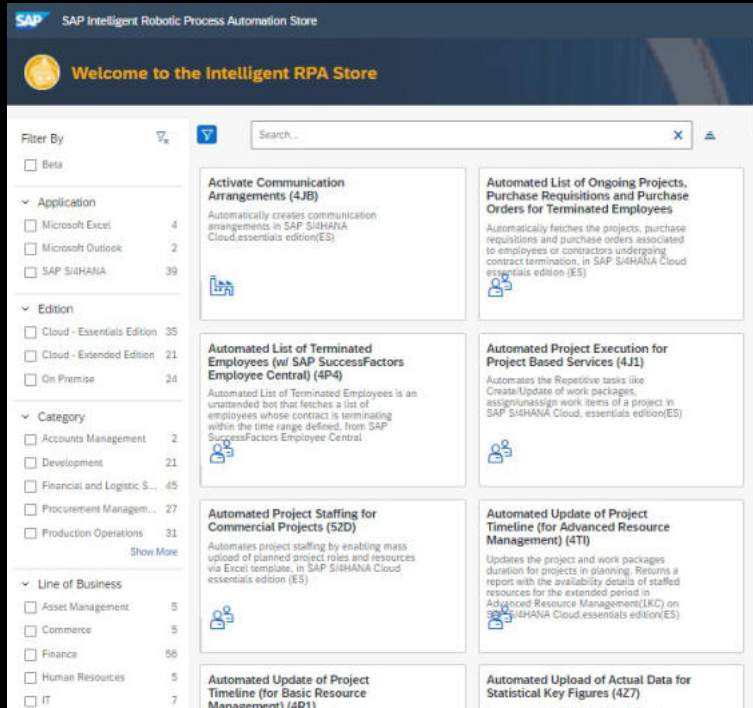 SAP SAP Intelligent Robotic Process Automation Store
Welcome to the Intelligent RPA Store
Filter By
Beta
Application
Microsoft Excel 4
Microsoft Outlook 2
SAP S/4HANA 39
Edition
Cloud - Essentials Edition 35
Cloud - Extended Edition 21
On Premise 24
Category
Accounts Management 2
Development 21
Financial and Logistic S... 45
Procurement Managem... 27
Production Operations 31
Show More
Line of Business
Asset Management 5
Commerce 5
Finance 56
Human Resources 5
IT 7
Search...
Activate Communication
Arrangements (4JB)
Automatically creates communication
arrangements in SAP S/4HANA
Cloud,essentials edition(ES)
Automated List of Ongoing Projects,
Purchase Requisitions and Purchase
Orders for Terminated Employees
Automatically fetches the projects, purchase
requisitions and purchase orders associated
to employees or contractors undergoing
contract termination, in SAP S/4HANA Cloud
essentials edition (ES)
Automated List of Terminated
Employees (w/ SAP SuccessFactors
Employee Central) (4P4)
Automated List of Terminated Employees is an
unattended bot that fetches a list of
employees whose contract is terminating
within the time range defined, from SAP
SuccessFactors Employee Central
Automated Project Execution for
Project Based Services (4J1)
Automates the Repetitive tasks like
Create/Update of work packages,
assign/unassign work items of a project in
SAP S/4HANA Cloud, essentials edition(ES)
Automated Project Staffing for
Commercial Projects (52D)
Automates project staffing by enabling mass
upload of planned project roles and resources
via Excel template, in SAP S/4HANA Cloud
essentials edition (ES)
Automated Update of Project
Timeline (for Advanced Resource
Management) (4TI)
Updates the project and work packages
duration for projects in planning. Returns a
report with the availability details of staffed
resources for the extended period in
Advanced Resource Management(1KC) on
SAP S/4HANA Cloud,essentials edition(ES)
Automated Update of Project
Timeline (for Basic Resource
Management) (4R1)
Automated Upload of Actual Data for
Statistical Key Figures (4Z7)